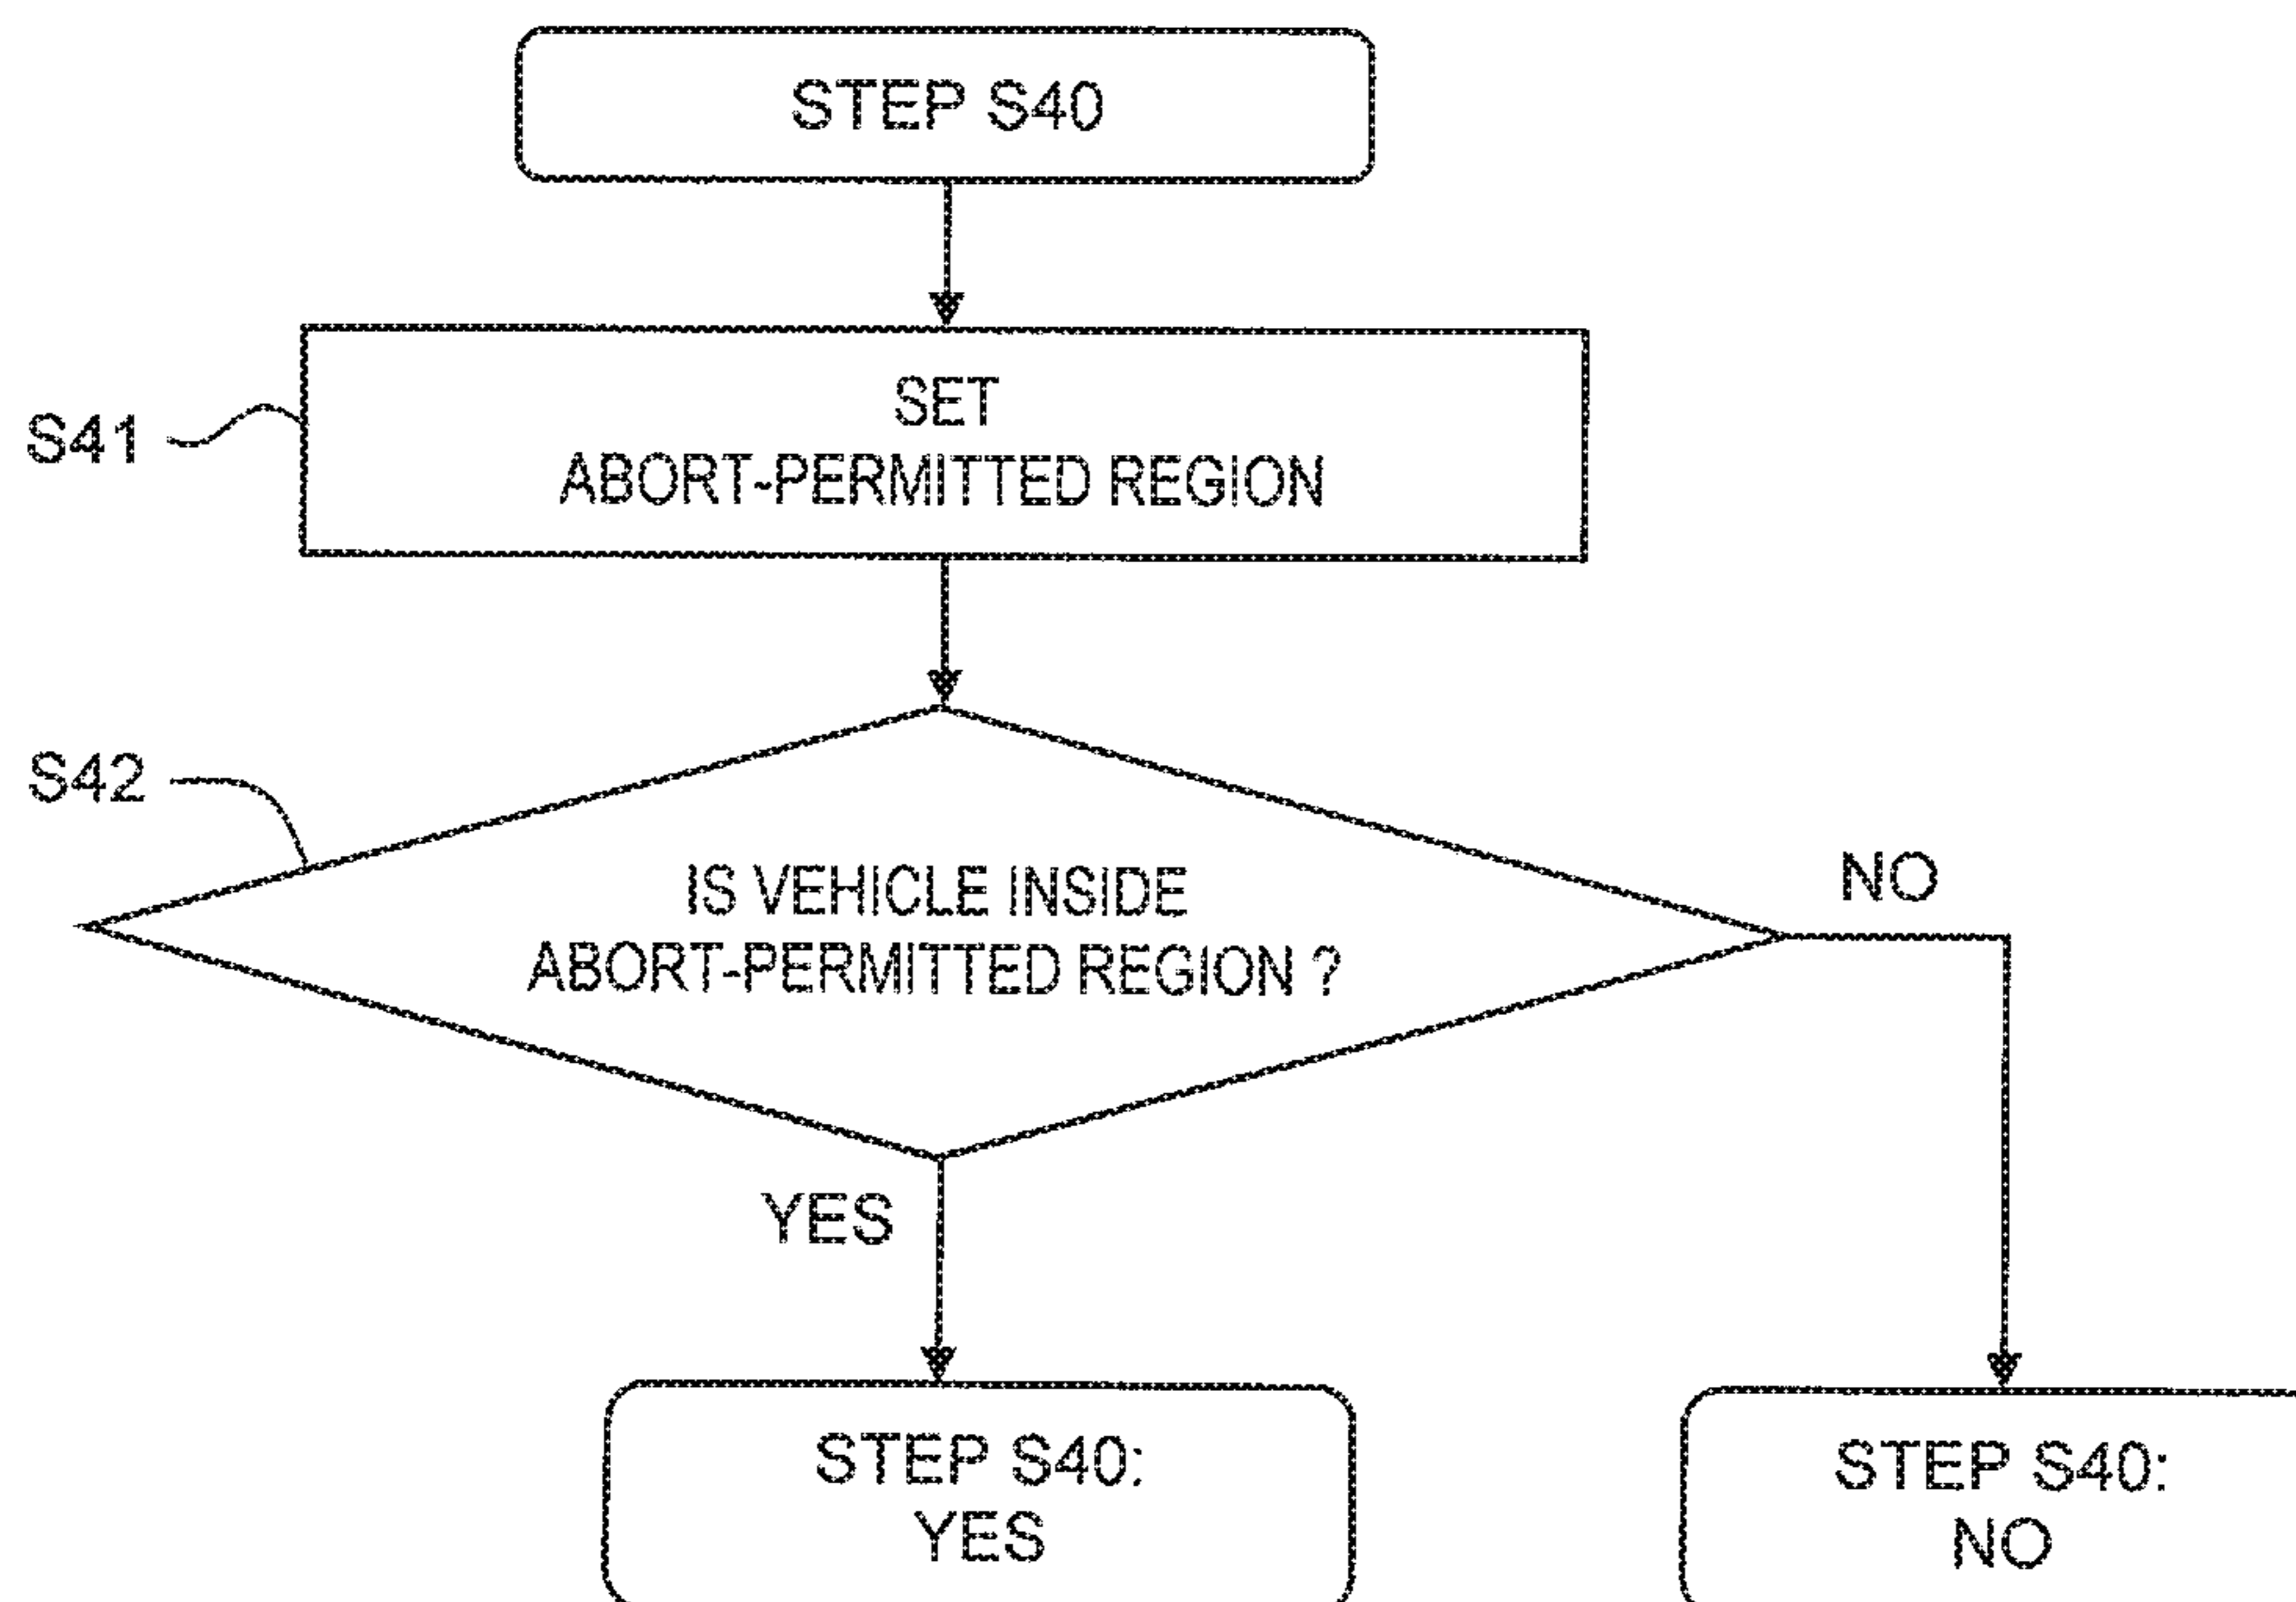 STEP S40
S41
SET
ABORT-PERMITTED REGION
S42
IS VEHICLE INSIDE
ABORT-PERMITTED REGION ?
NO
YES
STEP S40:
YES
STEP S40:
NO